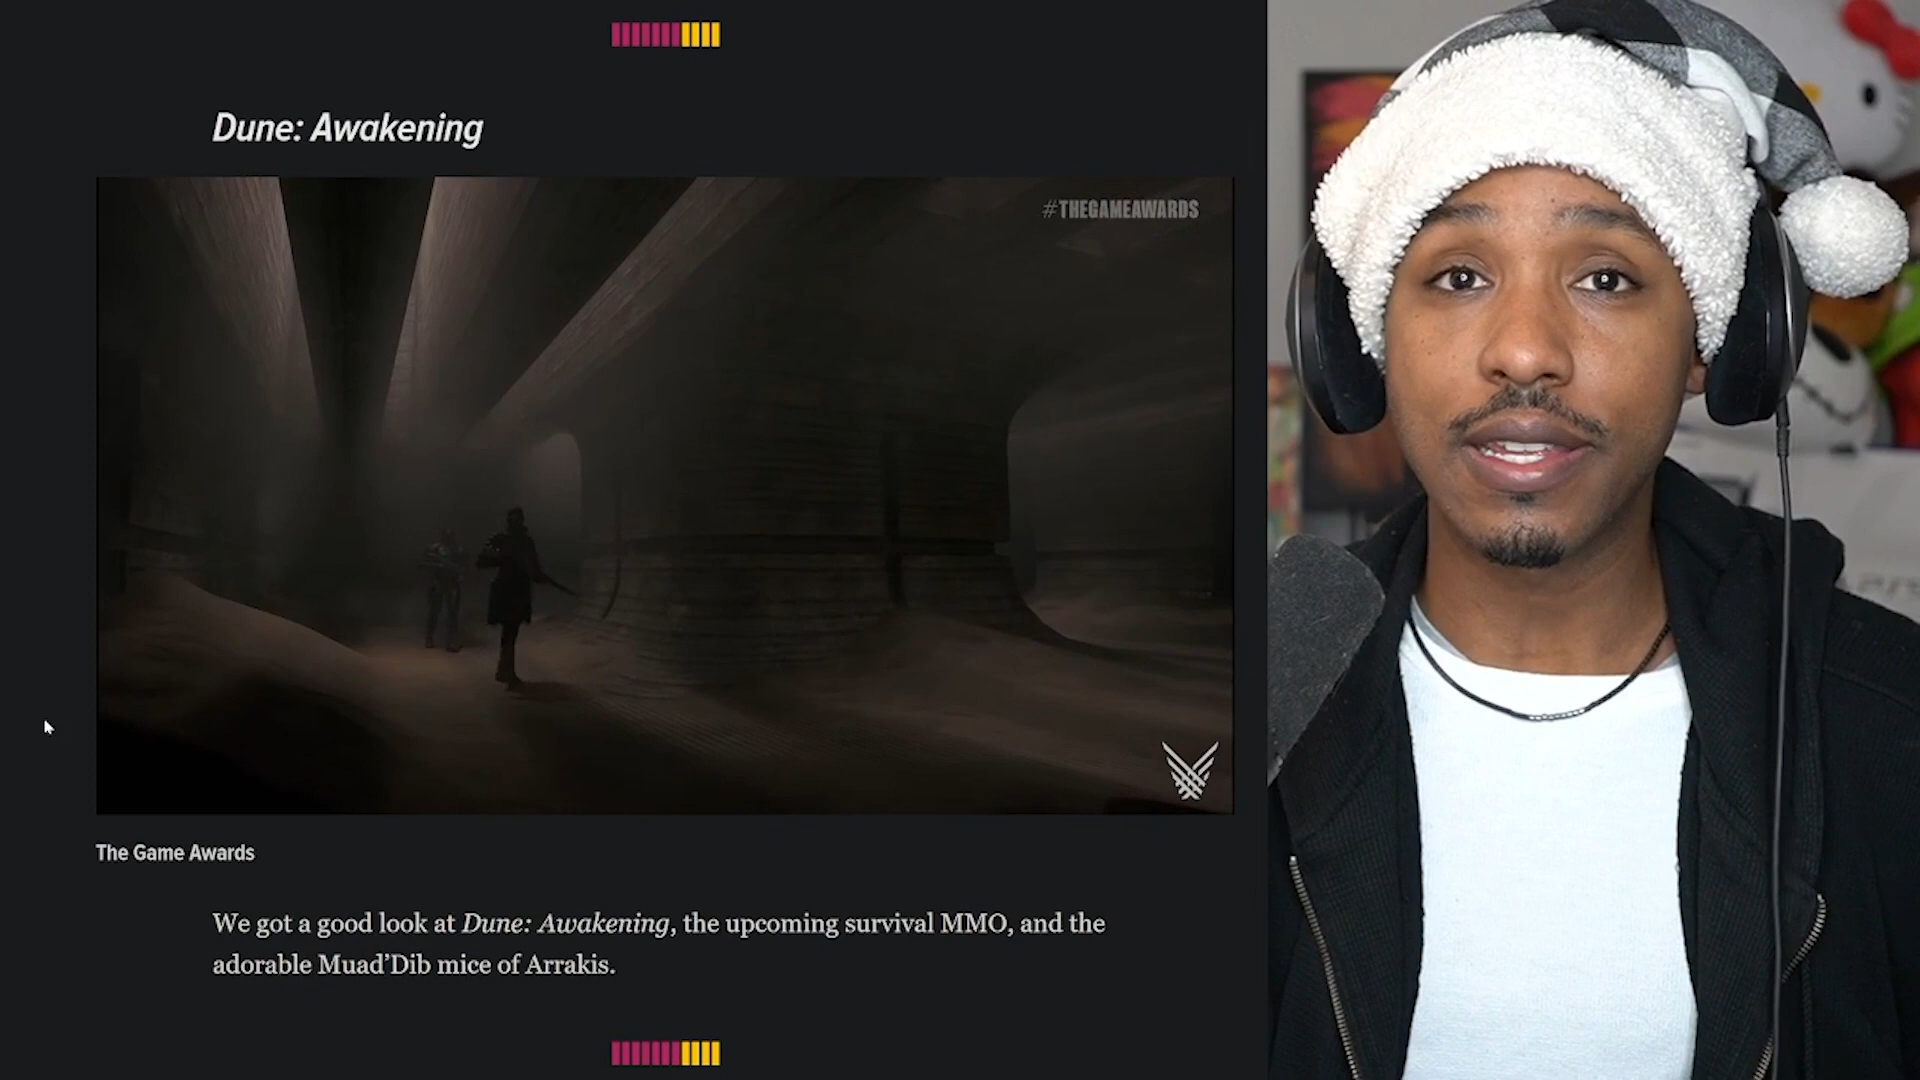 Dune: Awakening
#THEGAMEAWARDS
The Game Awards
We got a good look at Dune: Awakening, the upcoming survival MMO, and the
adorable Muad’Dib mice of Arrakis.